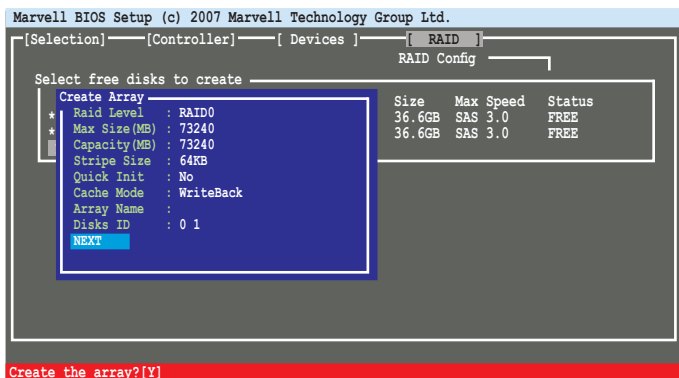 Marvell BIOS Setup (c) 2007 Marvell Technology Group Ltd.
[Selection] [Controller] [ Devices ] [ RAID ]
RAID Config
Select free disks to create
Create Array
Size Max Speed Status
* Raid Level : RAID0 36.6GB SAS 3.0 FREE
* Max Size(MB) : 73240 36.6GB SAS 3.0 FREE
Capacity(MB) : 73240
Stripe Size : 64KB
Quick Init : No
Cache Mode : WriteBack
Array Name :
Disks ID : 0 1
NEXT
Create the array?[Y]